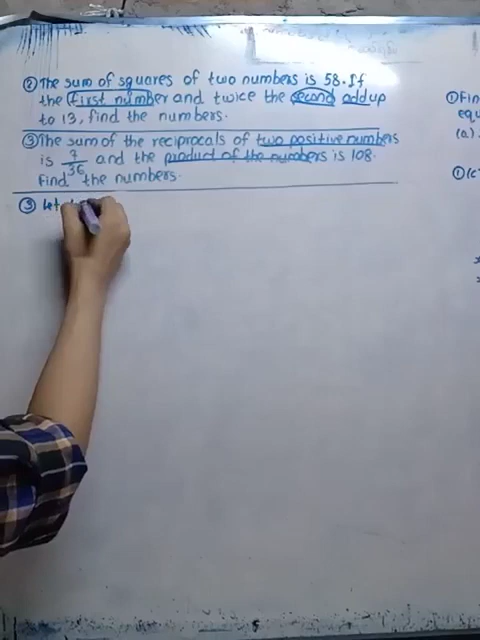 ② The sum of squares of two numbers is 58. If
the first number and twice the second add up
to 13, find the numbers.
③ The sum of the reciprocals of two positive numbers
is 7/36 and the product of the numbers is 108.
Find the numbers.
③ Let
① Fin
equ
(a).
① (c